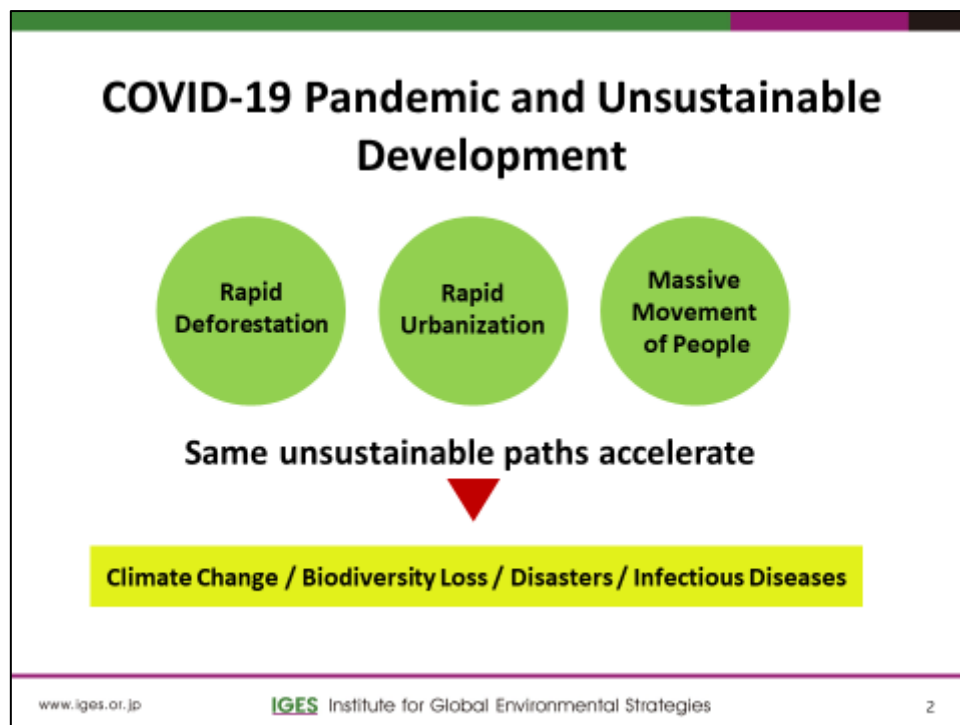 COVID-19 Pandemic and Unsustainable
Development
Rapid
Deforestation
Rapid
Urbanization
Massive
Movement
of People
Same unsustainable paths accelerate
Climate Change / Biodiversity Loss / Disasters / Infectious Diseases
www.iges.or.jp
IGES Institute for Global Environmental Strategies
2